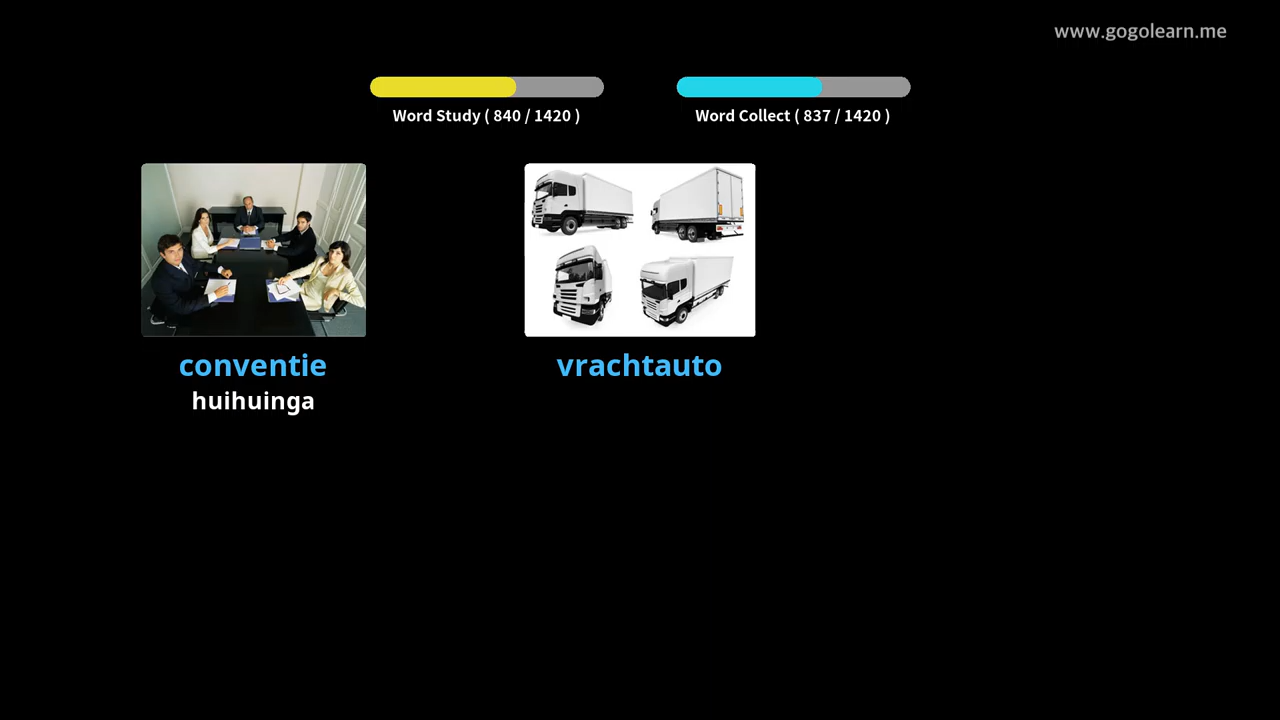 www.gogolearn.me
Word Study ( 840 / 1420 )
Word Collect ( 837 / 1420 )
conventie
huihuinga
vrachtauto